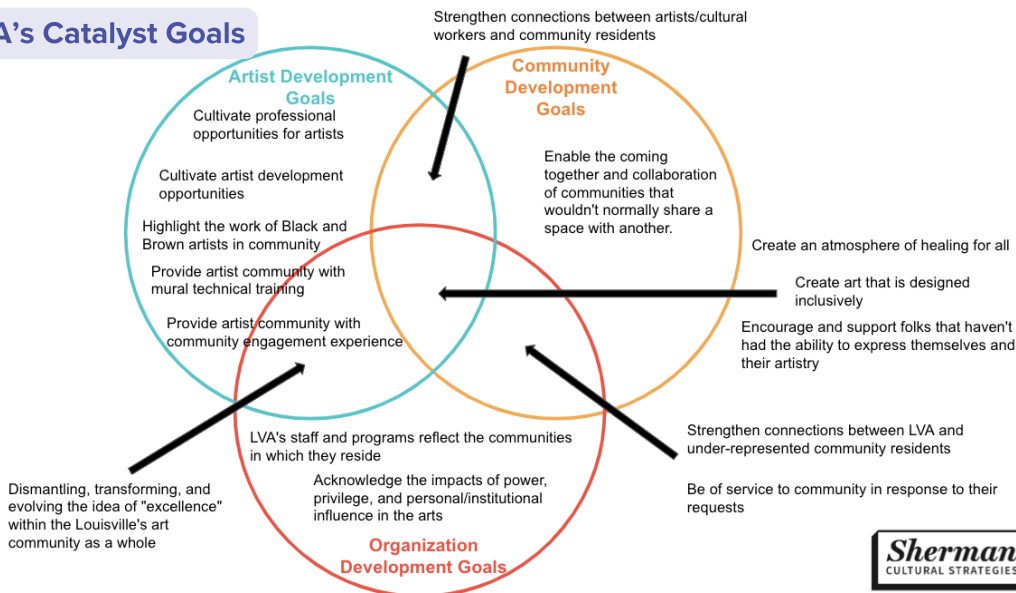 A's Catalyst Goals
Strengthen connections between artists/cultural
workers and community residents
Artist Development
Goals
Cultivate professional
opportunities for artists
Cultivate artist development
opportunities
Highlight the work of Black and
Brown artists in community
Provide artist community with
mural technical training
Provide artist community with
community engagement experience
Community
Development
Goals
Enable the coming
together and collaboration
of communities that
wouldn't normally share a
space with another.
Create an atmosphere of healing for all
Create art that is designed
inclusively
Encourage and support folks that haven't
had the ability to express themselves and
their artistry
Strengthen connections between LVA and
under-represented community residents
Be of service to community in response to their
requests
LVA's staff and programs reflect the communities
in which they reside
Acknowledge the impacts of power,
privilege, and personal/institutional
influence in the arts
Organization
Development Goals
Dismantling, transforming, and
evolving the idea of "excellence"
within the Louisville's art
community as a whole
Sherman
CULTURAL STRATEGIES